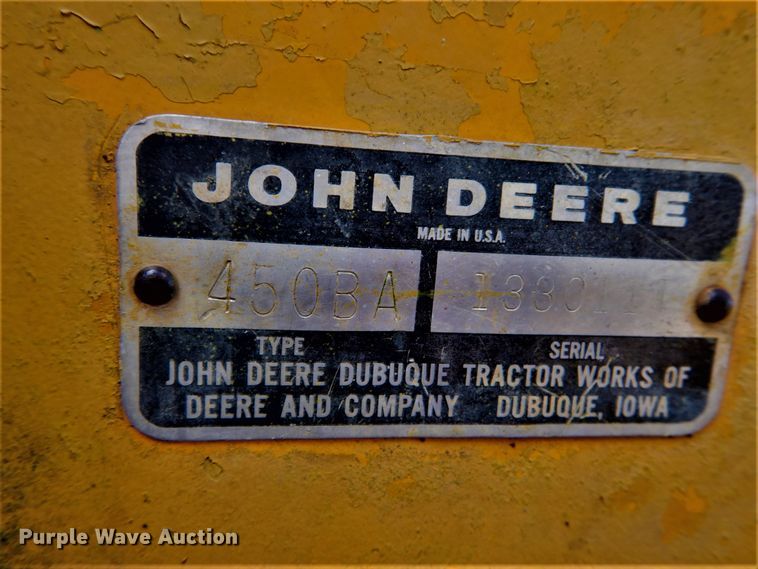 JOHN DEERE
MADE IN U.S.A.
450BA
TYPE SERIAL
JOHN DEERE DUBUQUE TRACTOR WORKS OF
DEERE AND COMPANY DUBUQUE, IOWA
Purple Wave Auction